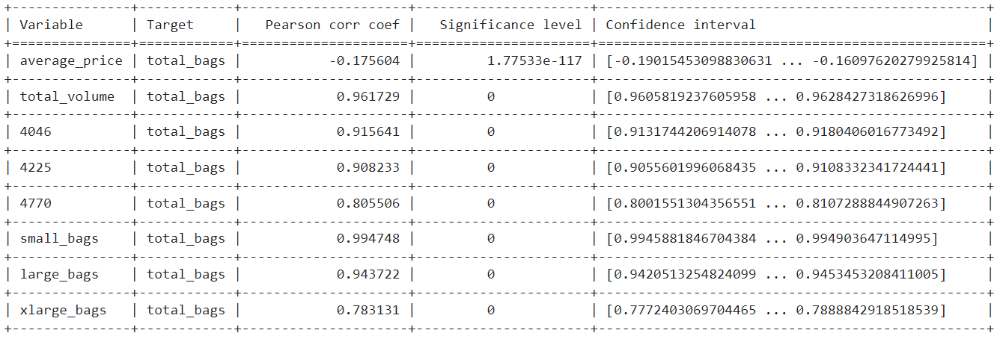 +---------------+------------+---------------------+----------------------+-------------------------------------------------+
| Variable      | Target     |   Pearson corr coef |   Significance level | Confidence interval                             |
+===============+============+=====================+======================+=================================================+
| average_price | total_bags |           -0.175604 |         1.77533e-117 | [-0.19015453098830631 ... -0.16097620279925814] |
+---------------+------------+---------------------+----------------------+-------------------------------------------------+
| total_volume  | total_bags |            0.961729 |         0            | [0.9605819237605958 ... 0.9628427318626996]     |
+---------------+------------+---------------------+----------------------+-------------------------------------------------+
| 4046          | total_bags |            0.915641 |         0            | [0.9131744206914078 ... 0.9180406016773492]     |
+---------------+------------+---------------------+----------------------+-------------------------------------------------+
| 4225          | total_bags |            0.908233 |         0            | [0.9055601996068435 ... 0.9108332341724441]     |
+---------------+------------+---------------------+----------------------+-------------------------------------------------+
| 4770          | total_bags |            0.805506 |         0            | [0.8001551304356551 ... 0.8107288844907263]     |
+---------------+------------+---------------------+----------------------+-------------------------------------------------+
| small_bags    | total_bags |            0.994748 |         0            | [0.9945881846704384 ... 0.994903647114995]      |
+---------------+------------+---------------------+----------------------+-------------------------------------------------+
| large_bags    | total_bags |            0.943722 |         0            | [0.9420513254824099 ... 0.9453453208411005]     |
+---------------+------------+---------------------+----------------------+-------------------------------------------------+
| xlarge_bags   | total_bags |            0.783131 |         0            | [0.7772403069704465 ... 0.7888842918518539]     |
+---------------+------------+---------------------+----------------------+-------------------------------------------------+